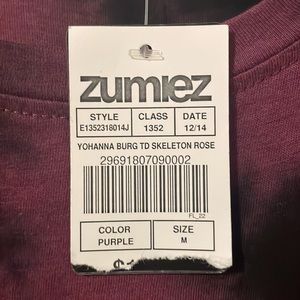 zumiez
STYLE CLASS DATE
E1352318014J 1352 12/14
YOHANNA BURG TD SKELETON ROSE
29691807090002
FL_22
COLOR SIZE
PURPLE M